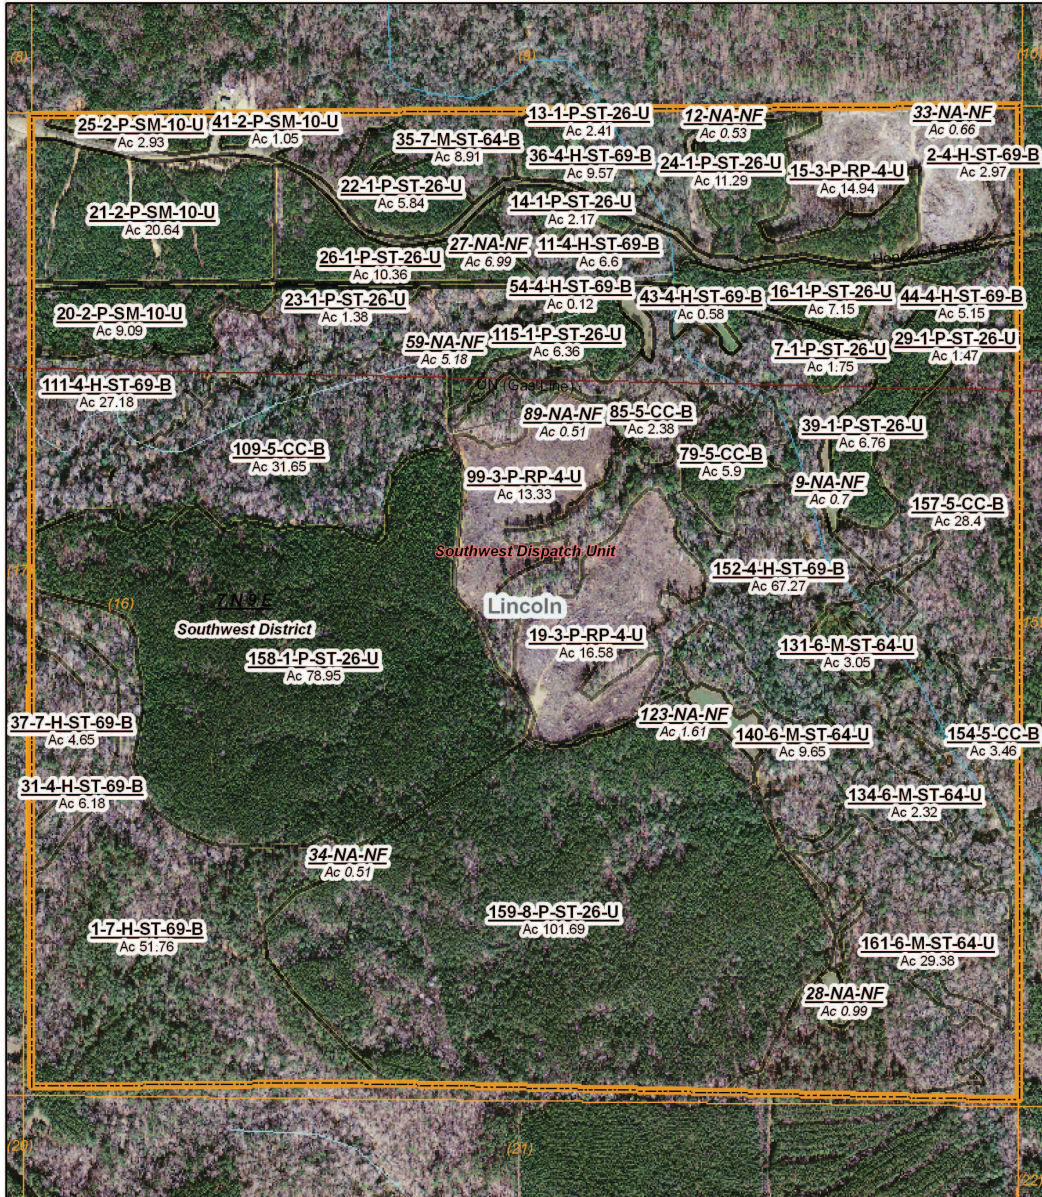 (8)
(9)
(10)
25-2-P-SM-10-U
Ac 2.93
41-2-P-SM-10-U
Ac 1.05
35-7-M-ST-64-B
Ac 8.91
13-1-P-ST-26-U
Ac 2.41
12-NA-NF
Ac 0.53
33-NA-NF
Ac 0.66
36-4-H-ST-69-B
Ac 9.57
24-1-P-ST-26-U
Ac 11.29
15-3-P-RP-4-U
Ac 14.94
2-4-H-ST-69-B
Ac 2.97
22-1-P-ST-26-U
Ac 5.84
21-2-P-SM-10-U
Ac 20.64
14-1-P-ST-26-U
Ac 2.17
27-NA-NF
Ac 6.99
11-4-H-ST-69-B
Ac 6.6
26-1-P-ST-26-U
Ac 10.36
54-4-H-ST-69-B
Ac 0.12
43-4-H-ST-69-B
Ac 0.58
16-1-P-ST-26-U
Ac 7.15
44-4-H-ST-69-B
Ac 5.15
20-2-P-SM-10-U
Ac 9.09
23-1-P-ST-26-U
Ac 1.38
59-NA-NF
Ac 5.18
115-1-P-ST-26-U
Ac 6.36
7-1-P-ST-26-U
Ac 1.75
29-1-P-ST-26-U
Ac 1.47
111-4-H-ST-69-B
Ac 27.18
(Gas Line)
89-NA-NF
Ac 0.51
85-5-CC-B
Ac 2.38
39-1-P-ST-26-U
Ac 6.76
109-5-CC-B
Ac 31.65
79-5-CC-B
Ac 5.9
99-3-P-RP-4-U
Ac 13.33
9-NA-NF
Ac 0.7
157-5-CC-B
Ac 28.4
Southwest Dispatch Unit
(17)
152-4-H-ST-69-B
Ac 67.27
7 N 9 E
(16)
Lincoln
Southwest District
19-3-P-RP-4-U
Ac 16.58
131-6-M-ST-64-U
Ac 3.05
158-1-P-ST-26-U
Ac 78.95
37-7-H-ST-69-B
Ac 4.65
123-NA-NF
Ac 1.61
140-6-M-ST-64-U
Ac 9.65
154-5-CC-B
Ac 3.46
31-4-H-ST-69-B
Ac 6.18
134-6-M-ST-64-U
Ac 2.32
34-NA-NF
Ac 0.51
1-7-H-ST-69-B
Ac 51.76
159-8-P-ST-26-U
Ac 101.69
161-6-M-ST-64-U
Ac 29.38
28-NA-NF
Ac 0.99
(20)
(21)
(22)